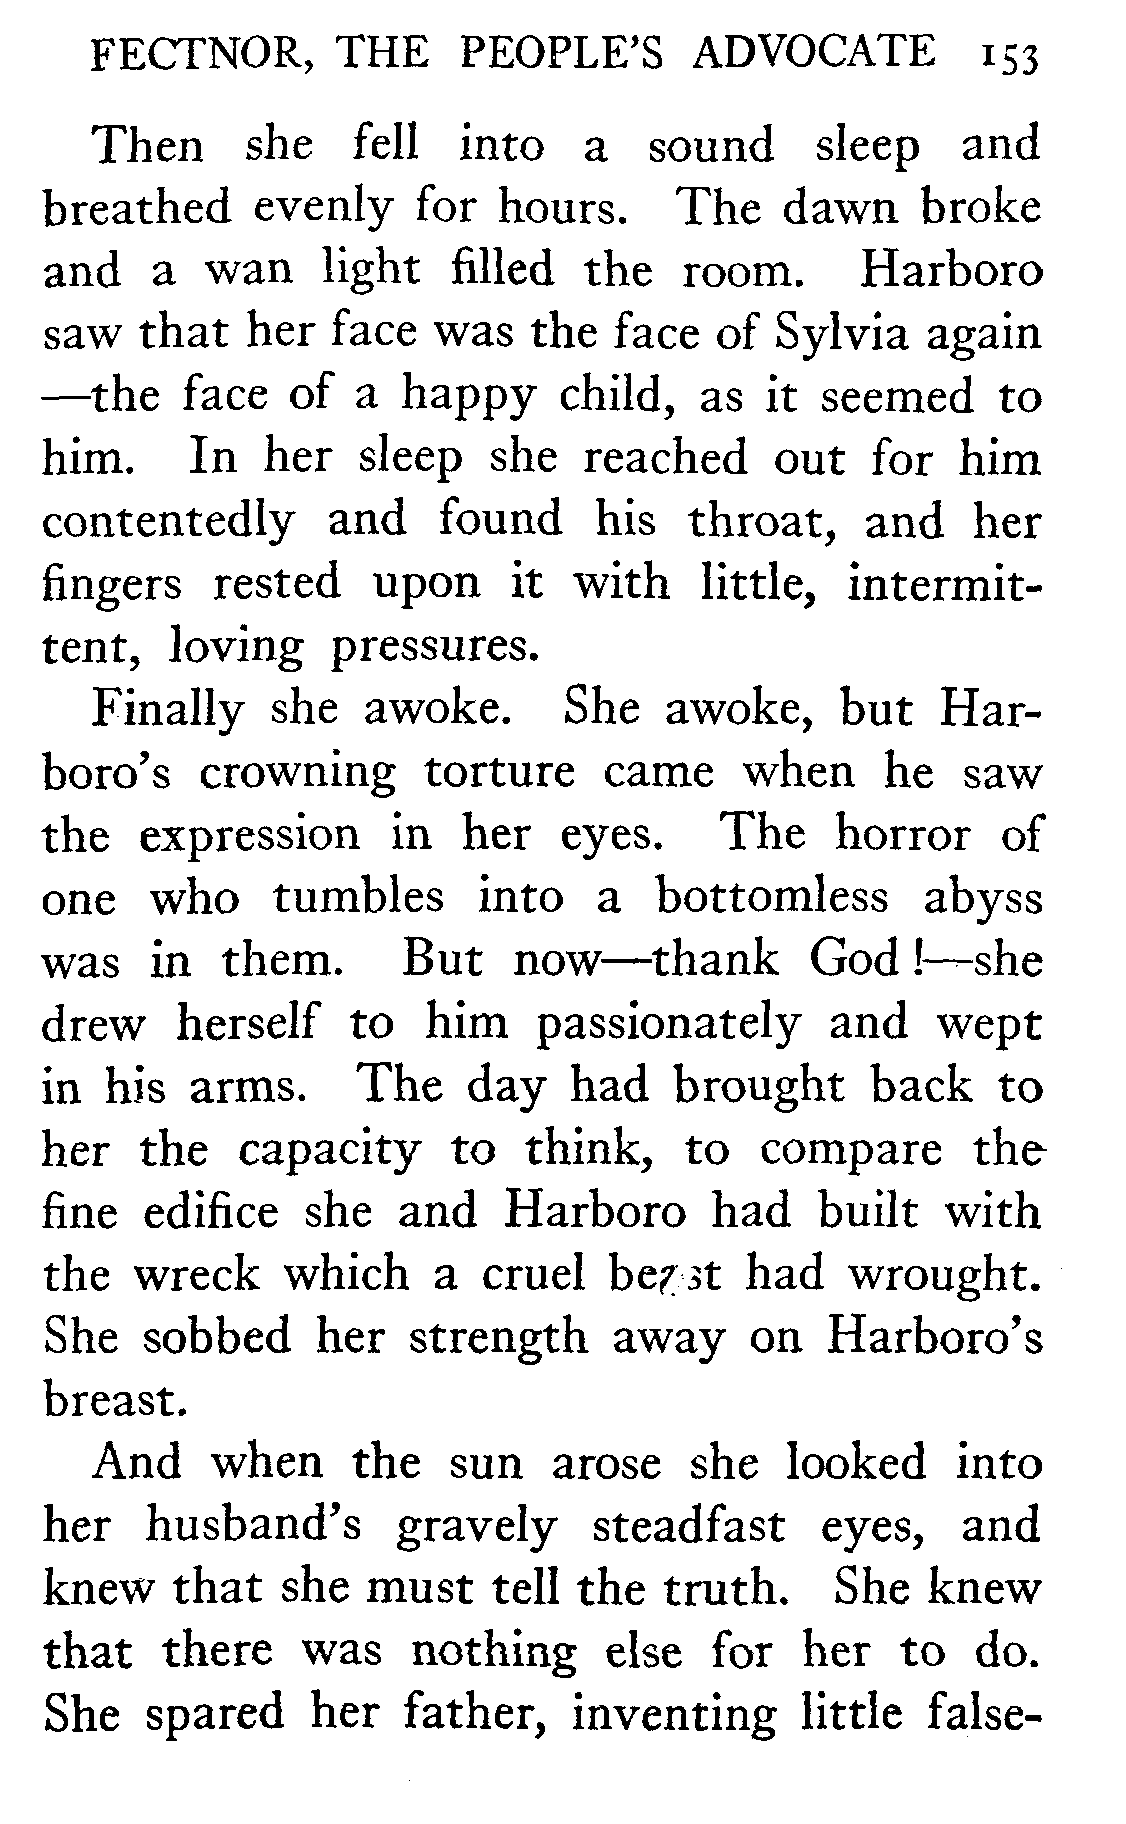 FECTNOR, THE PEOPLE'S ADVOCATE 153
Then she fell into a sound sleep and
breathed evenly for hours. The dawn broke
and a wan light filled the room. Harboro
saw that her face was the face of Sylvia again
—the face of a happy child, as it seemed to
him. In her sleep she reached out for him
contentedly and found his throat, and her
fingers rested upon it with little, intermit-
tent, loving pressures.
Finally she awoke. She awoke, but Har-
boro's crowning torture came when he saw
the expression in her eyes. The horror of
one who tumbles into a bottomless abyss
was in them. But now—thank God!—she
drew herself to him passionately and wept
in his arms. The day had brought back to
her the capacity to think, to compare the
fine edifice she and Harboro had built with
the wreck which a cruel beast had wrought.
She sobbed her strength away on Harboro's
breast.
And when the sun arose she looked into
her husband's gravely steadfast eyes, and
knew that she must tell the truth. She knew
that there was nothing else for her to do.
She spared her father, inventing little false-